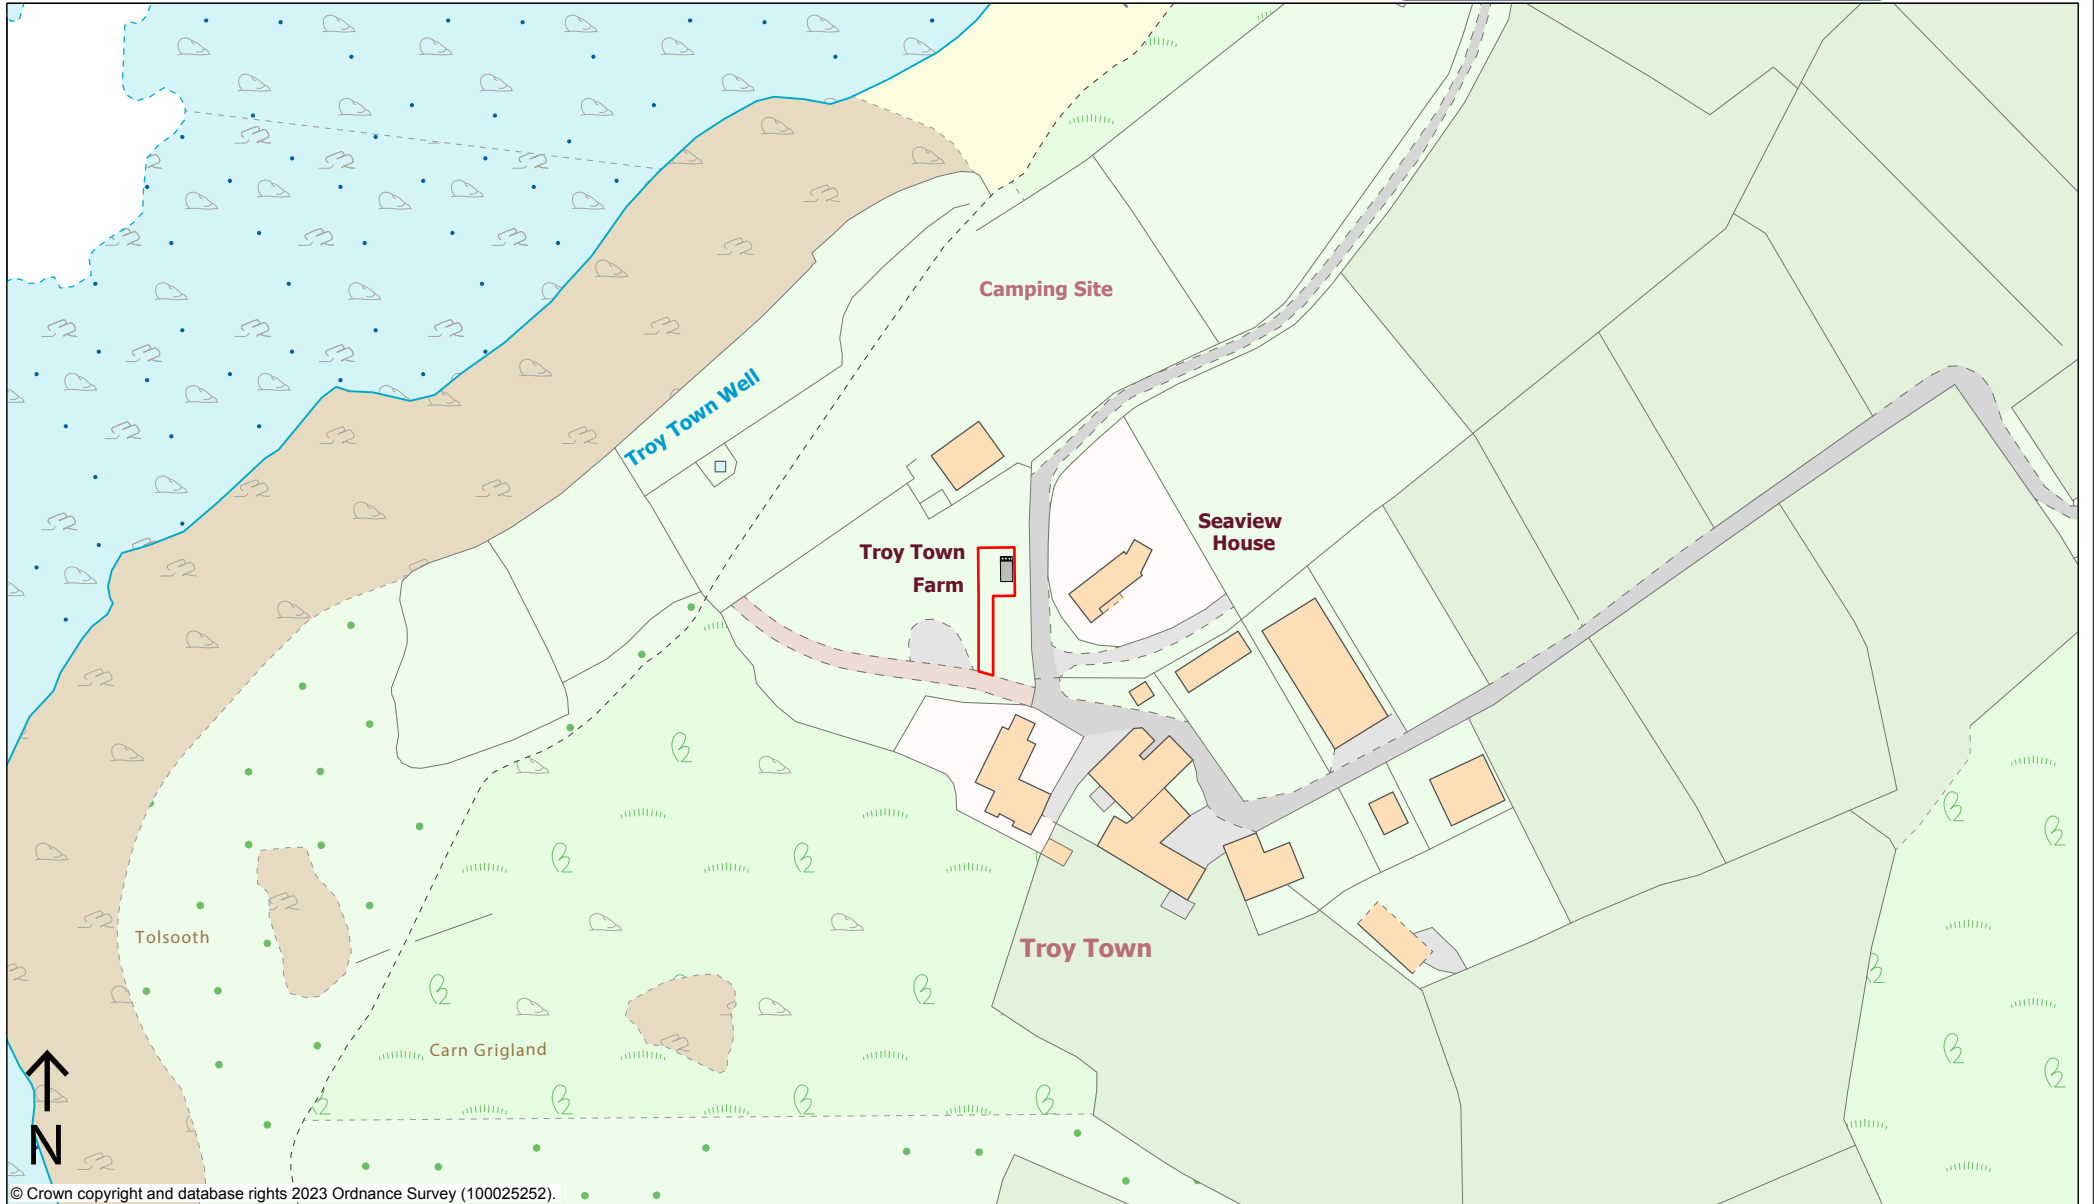 Camping Site
Troy Town Well
Seaview
House
Troy Town
Farm
Tolsooth
Troy Town
Carn Grigland
N
© Crown copyright and database rights 2023 Ordnance Survey (100025252).